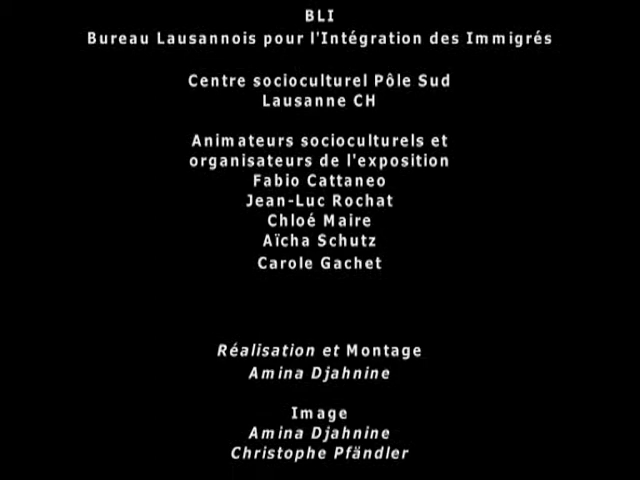 BLI
Bureau Lausannois pour l'Intégration des Immigrés
Centre socioculturel Pôle Sud
Lausanne CH
Animateurs socioculturels et
organisateurs de l'exposition
Fabio Cattaneo
Jean-Luc Rochat
Chloé Maire
Aïcha Schutz
Carole Gachet
Réalisation et Montage
Amina Djahnine
Image
Amina Djahnine
Christophe Pfändler